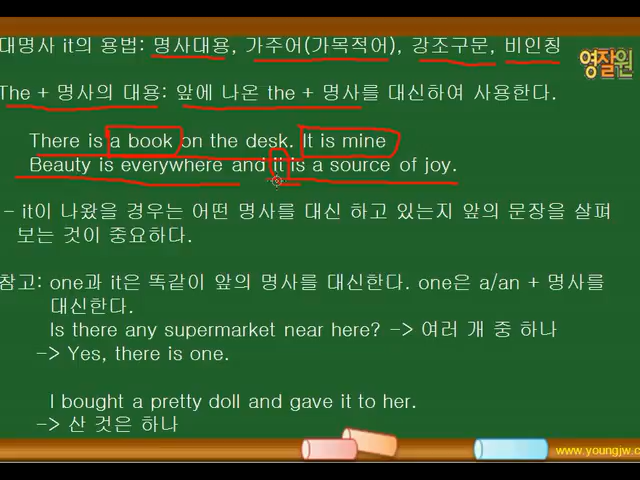 대명사 it의 용법: 명사대용, 가주어(가목적어), 강조구문, 비인칭
영잘원
The + 명사의 대용: 앞에 나온 the + 명사를 대신하여 사용한다.
There is a book on the desk. It is mine
Beauty is everywhere and it is a source of joy.
- it이 나왔을 경우는 어떤 명사를 대신 하고 있는지 앞의 문장을 살펴
보는 것이 중요하다.
참고: one과 it은 똑같이 앞의 명사를 대신한다. one은 a/an + 명사를
대신한다.
Is there any supermarket near here? -> 여러 개 중 하나
-> Yes, there is one.
I bought a pretty doll and gave it to her.
-> 산 것은 하나
www.youngjw.c